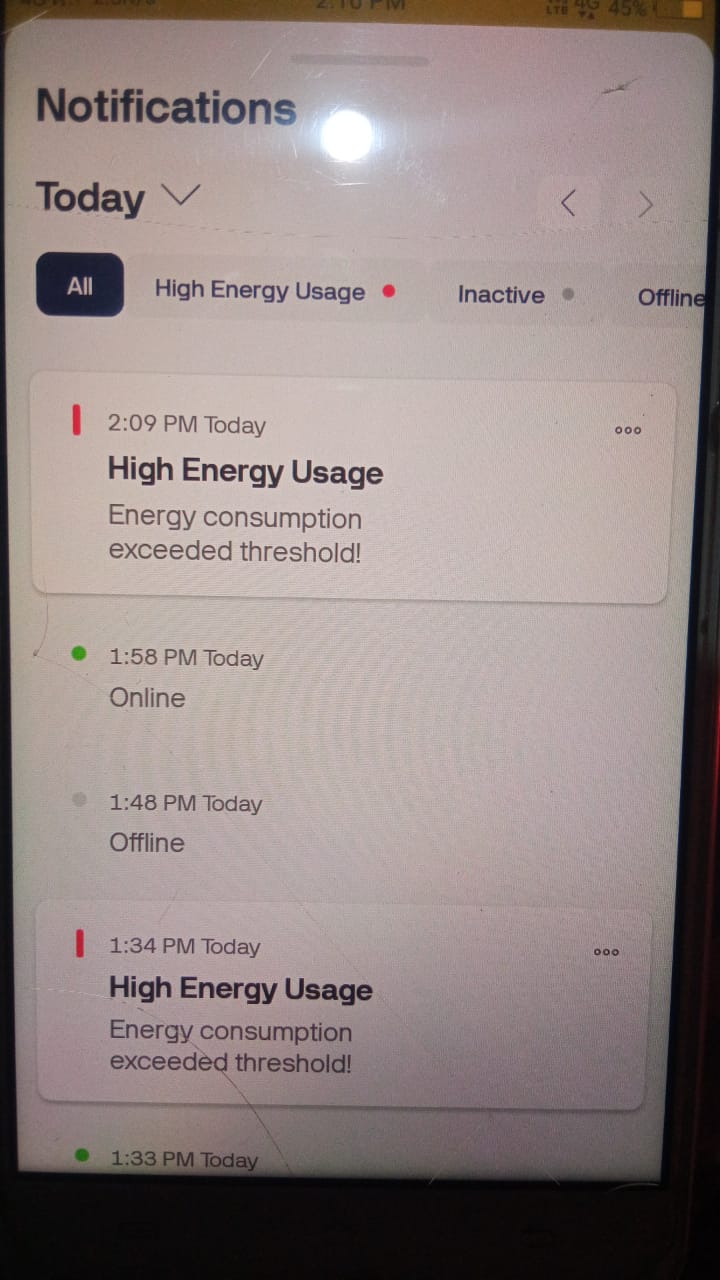 2:10 PM
LTE 4G 45%
Notifications
Today
All
High Energy Usage
Inactive
Offline
2:09 PM Today
High Energy Usage
Energy consumption
exceeded threshold!
1:58 PM Today
Online
1:48 PM Today
Offline
1:34 PM Today
High Energy Usage
Energy consumption
exceeded threshold!
1:33 PM Today